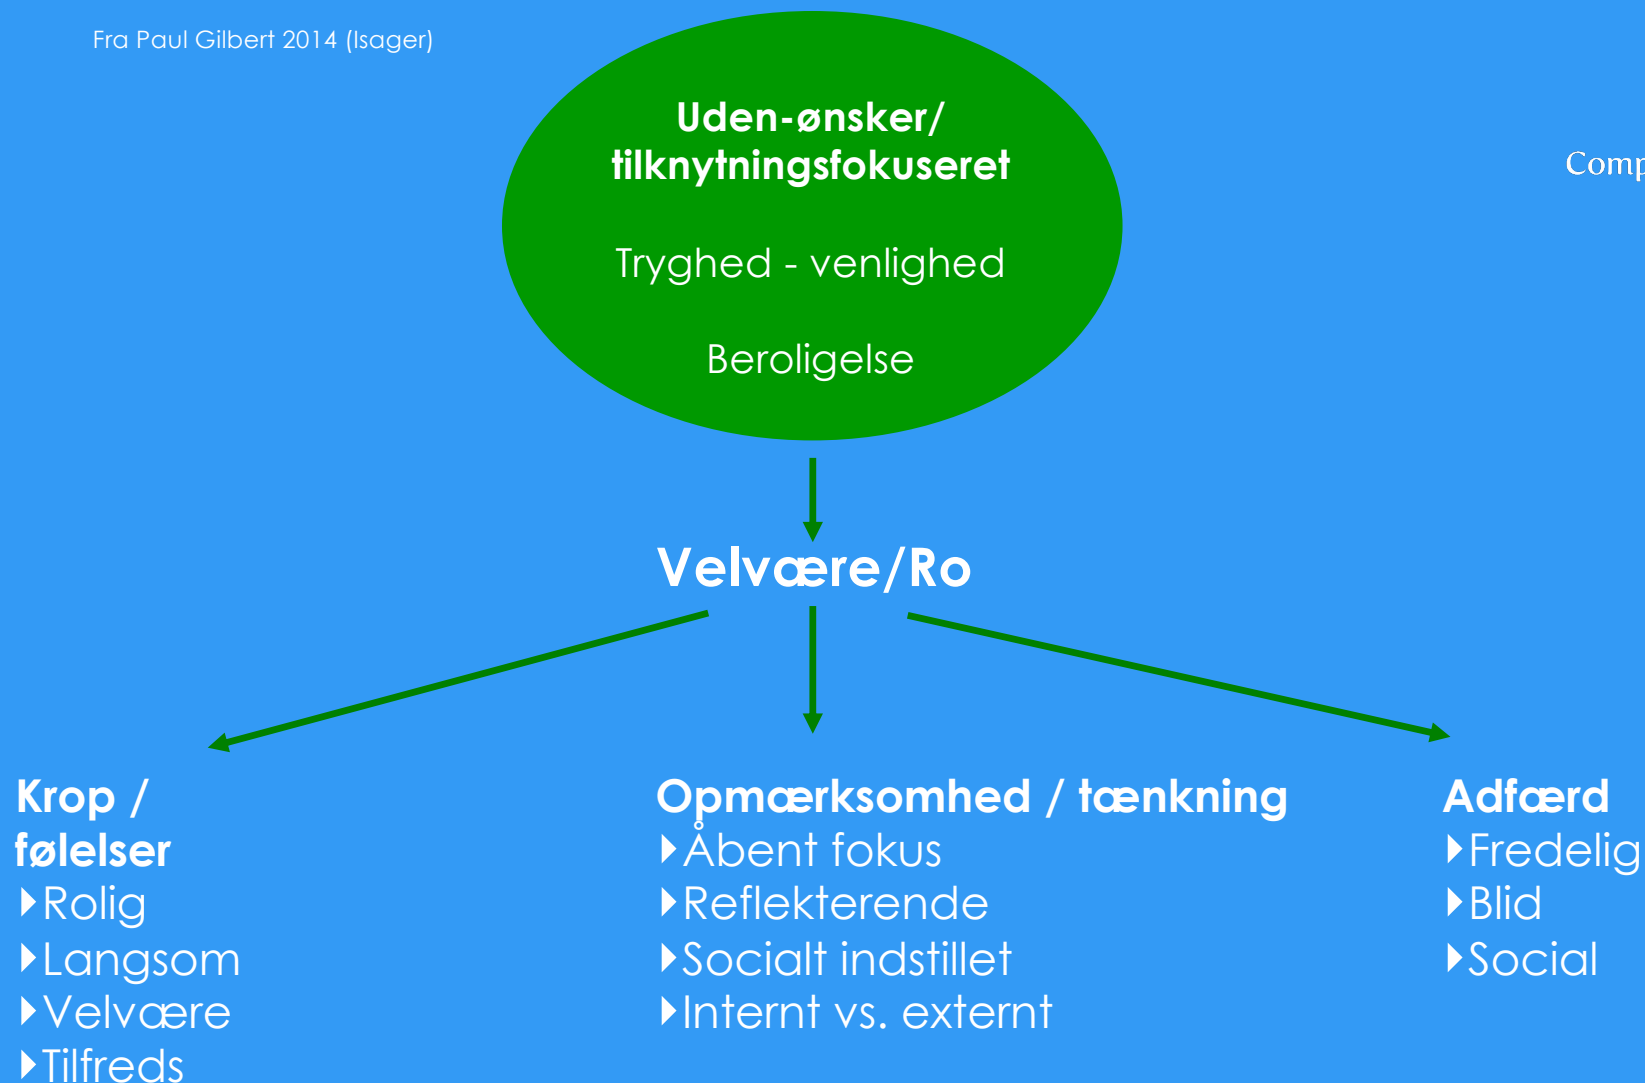 Fra Paul Gilbert 2014 (Isager)
Uden-ønsker/
tilknytningsfokuseret
Tryghed - venlighed
Beroligelse
Velvære/Ro
Krop /
følelser
Rolig
Langsom
Velvære
Tilfreds
Opmærksomhed / tænkning
Åbent fokus
Reflekterende
Socialt indstillet
Internt vs. externt
Adfærd
Fredelig
Blid
Social